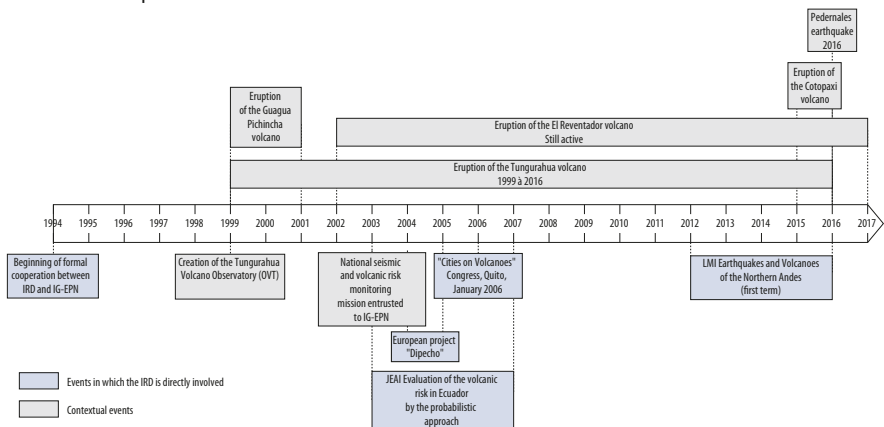 Pedernales
earthquake
2016
Eruption of
the Cotopaxi
volcano
Eruption
of the Guagua
Pichincha
volcano
Eruption of the El Reventador volcano
Still active
Eruption of the Tungurahua volcano
1999 à 2016
1994 1995 1996 1997 1998 1999 2000 2001 2002 2003 2004 2005 2006 2007 2008 2009 2010 2011 2012 2013 2014 2015 2016 2017
Beginning of formal
cooperation between
IRD and IG-EPN
Creation of the Tungurahua
Volcano Observatory (OVT)
National seismic
and volcanic risk
monitoring
mission entrusted
to IG-EPN
"Cities on Volcanoes"
Congress, Quito,
January 2006
LMI Earthquakes and Volcanoes
of the Northern Andes
(first term)
European project
"Dipecho"
JEAI Evaluation of the volcanic
risk in Ecuador
by the probabilistic
approach
Events in which the IRD is directly involved
Contextual events